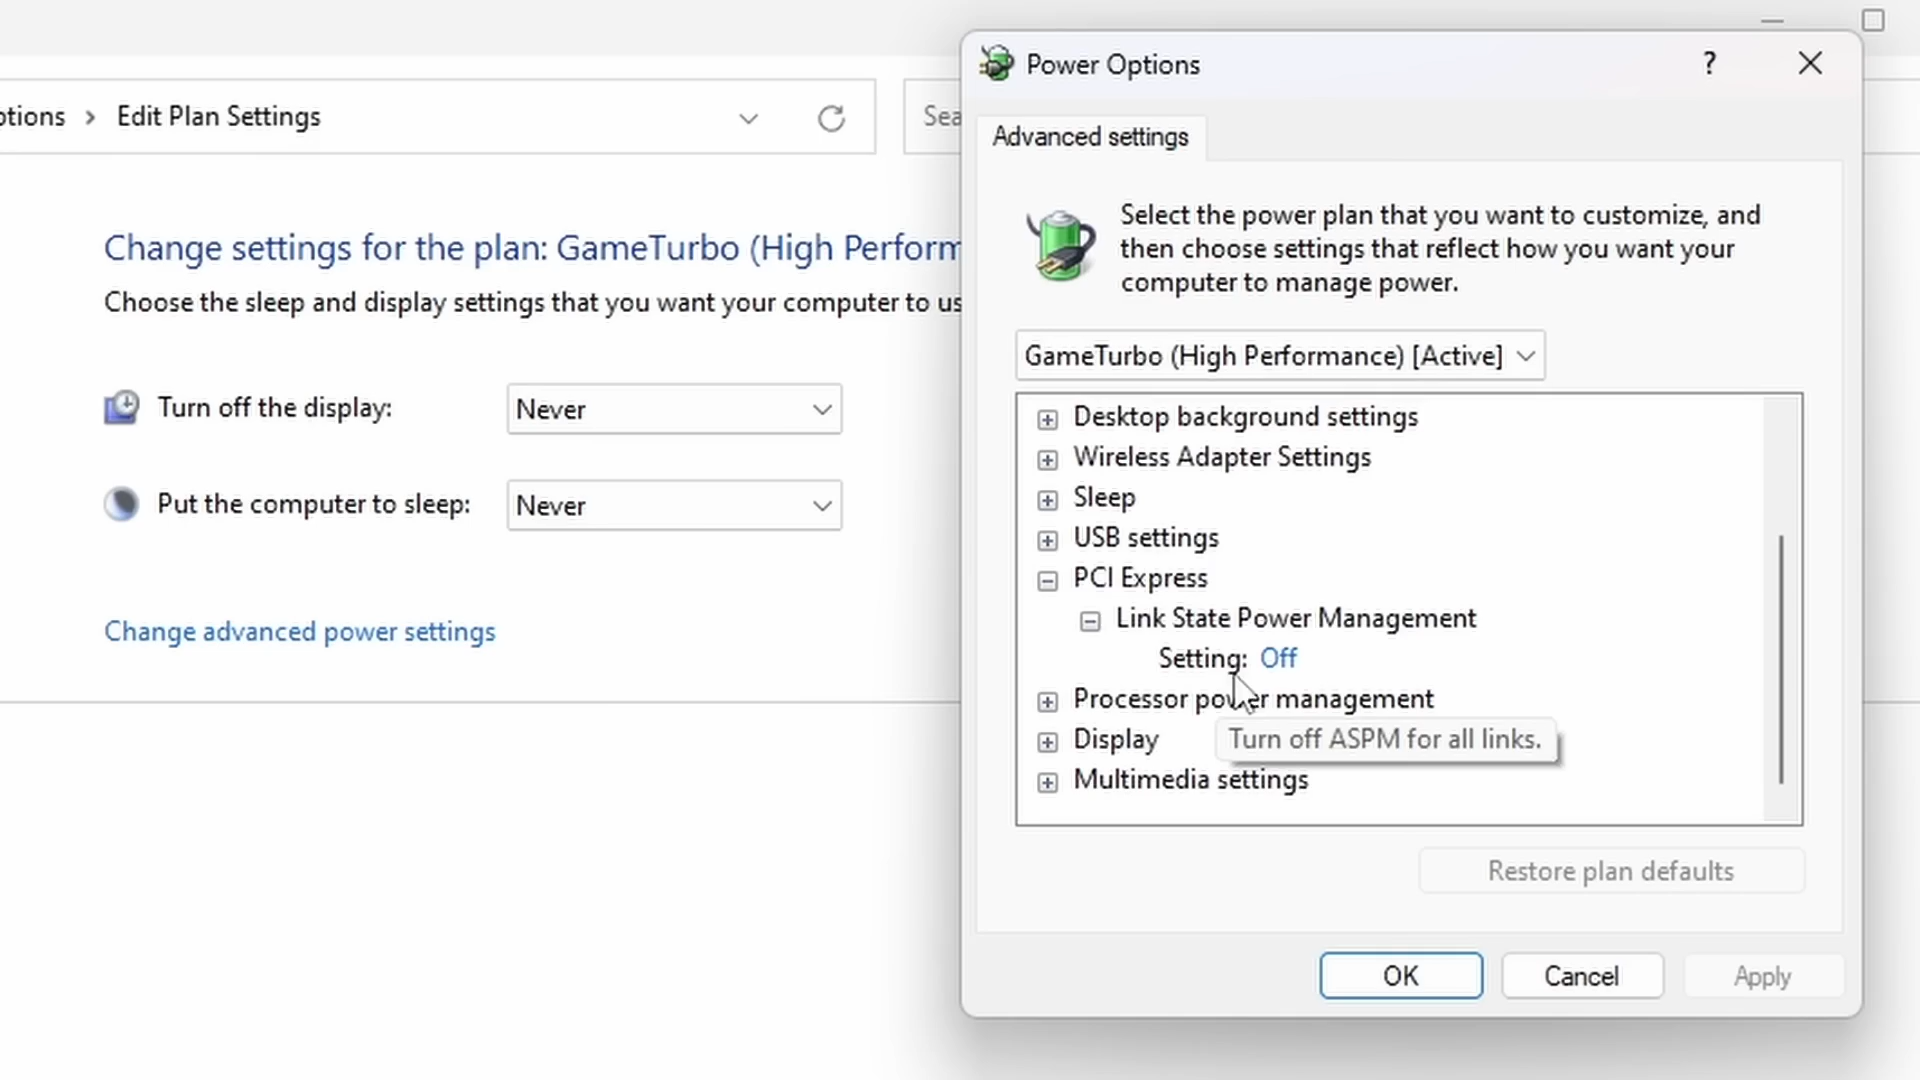 Power Options
?
otions > Edit Plan Settings
Sea
Advanced settings
Change settings for the plan: GameTurbo (High Perform
Choose the sleep and display settings that you want your computer to us
Turn off the display:
Never
Put the computer to sleep:
Never
Change advanced power settings
Select the power plan that you want to customize, and
then choose settings that reflect how you want your
computer to manage power.
GameTurbo (High Performance) [Active]
Desktop background settings
Wireless Adapter Settings
Sleep
USB settings
PCI Express
Link State Power Management
Setting: Off
Processor power management
Display
Turn off ASPM for all links.
Multimedia settings
Restore plan defaults
OK
Cancel
Apply